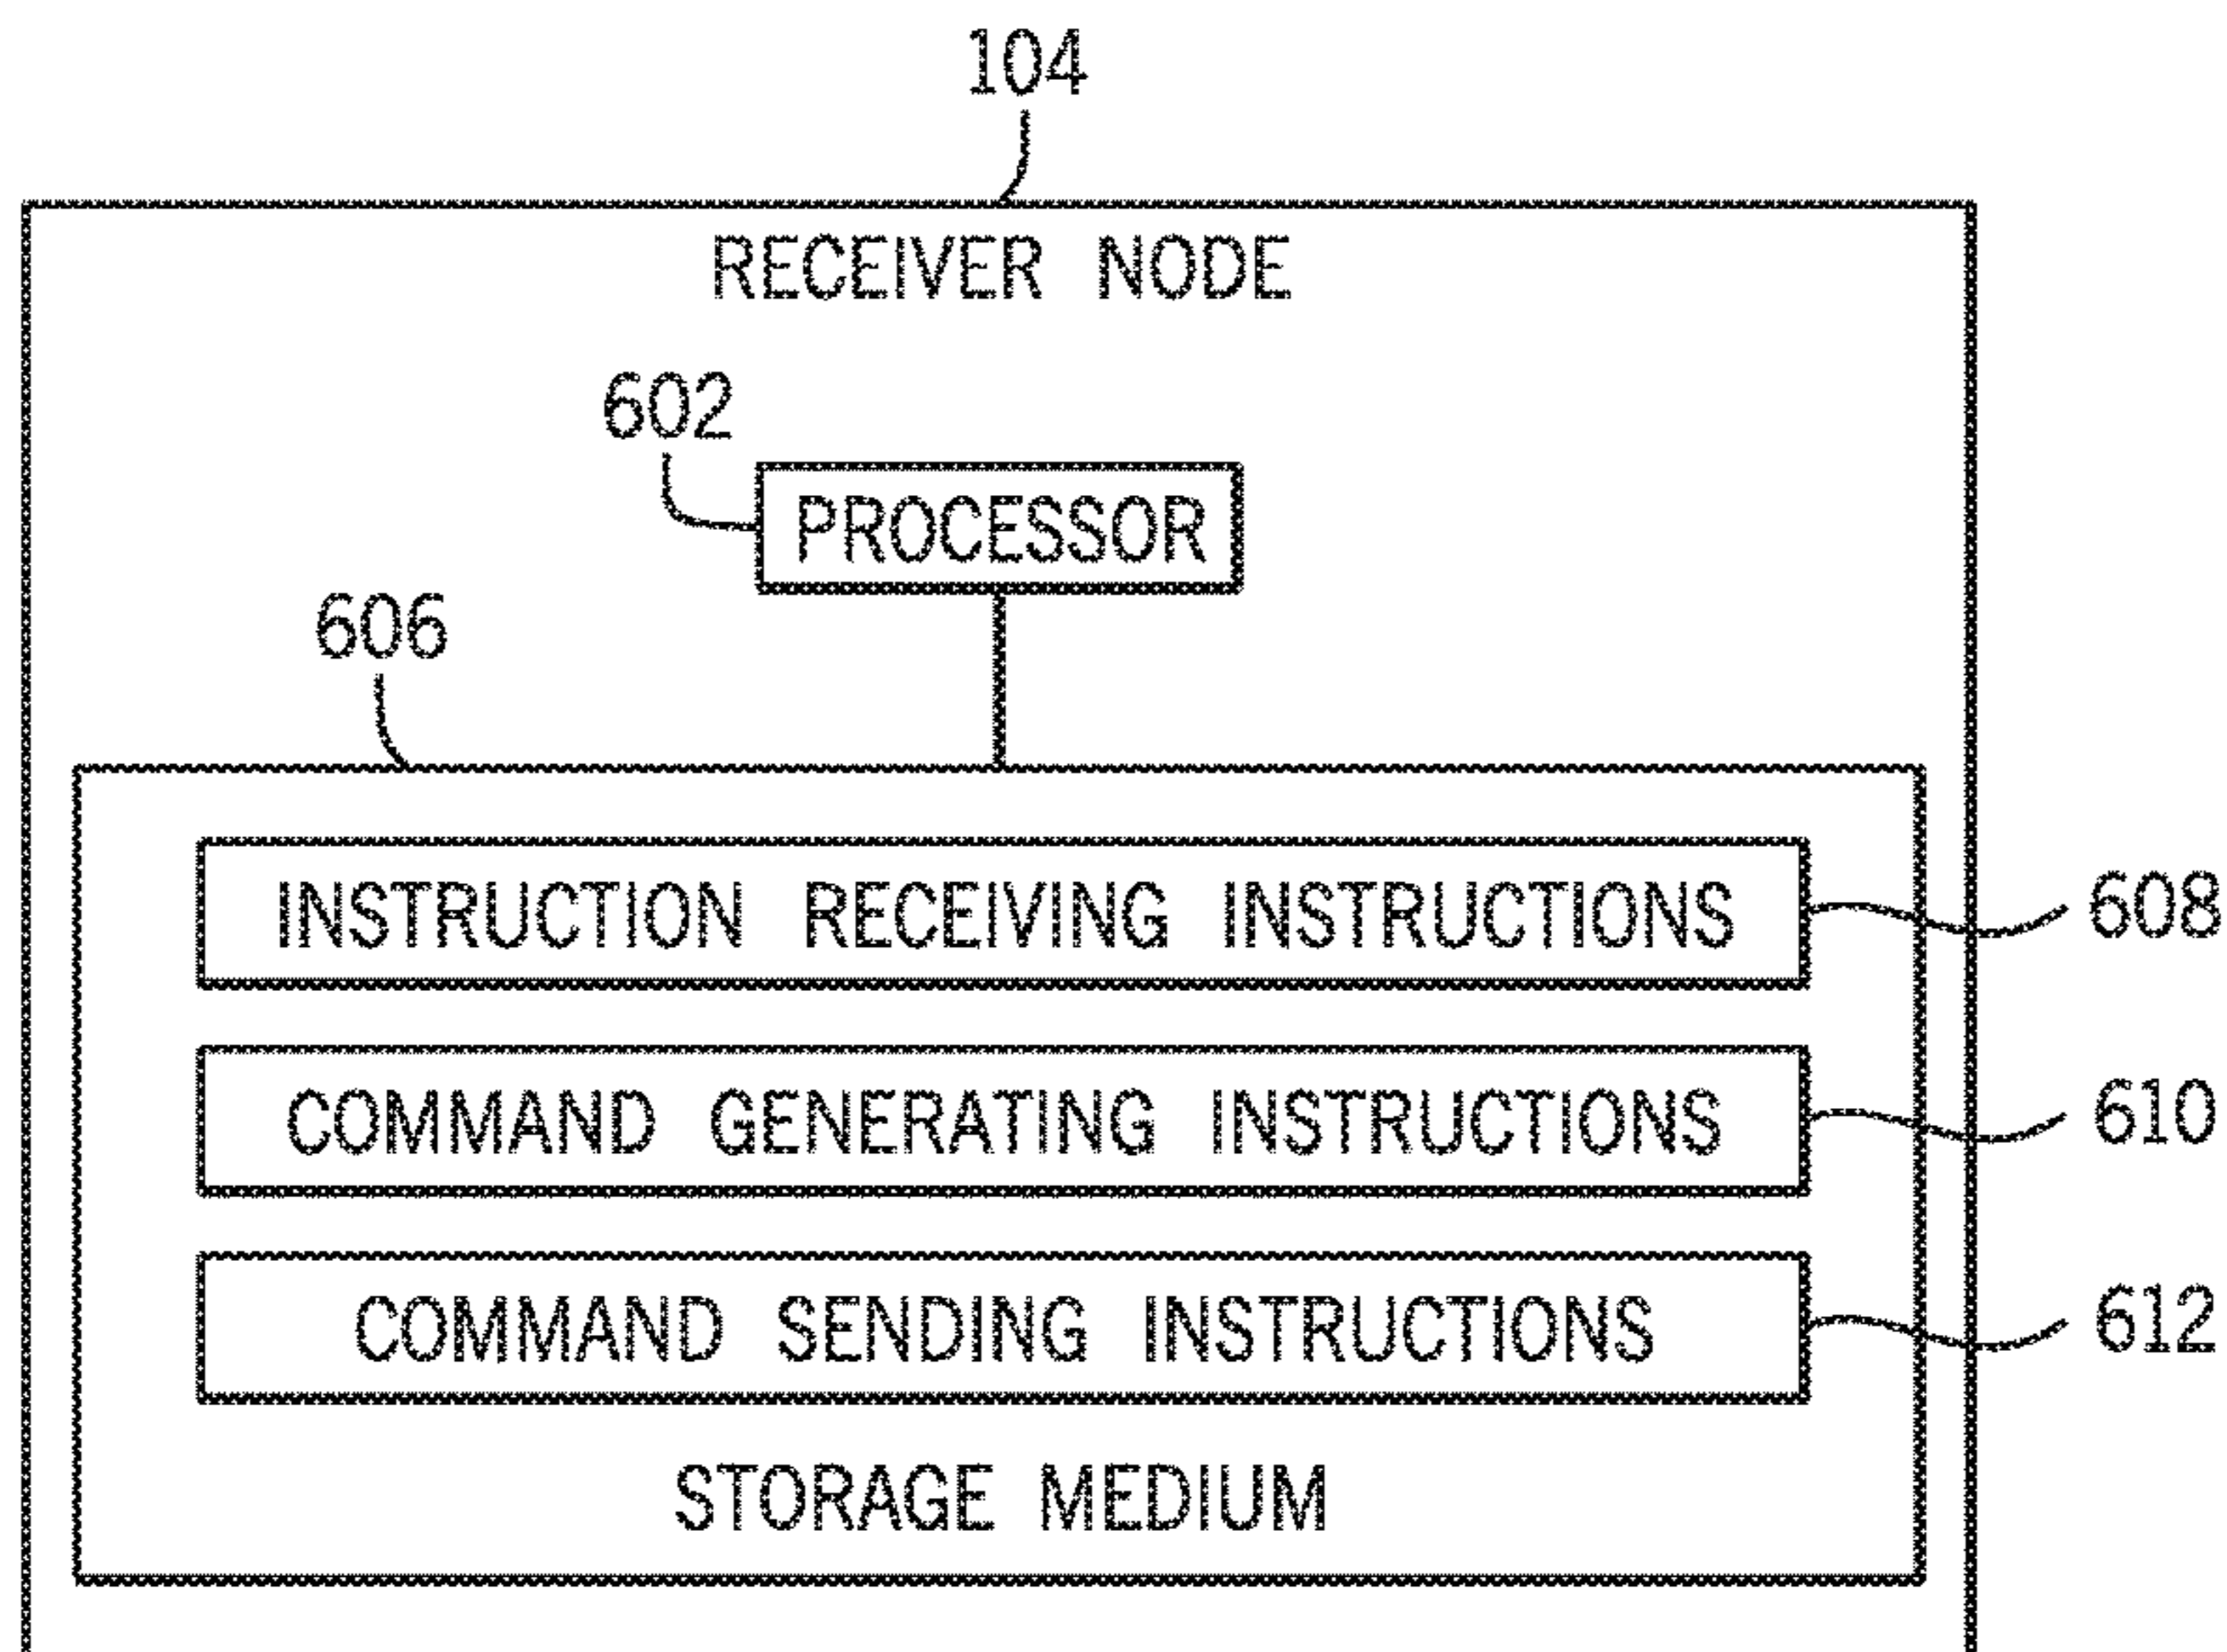 104
RECEIVER NODE
602
PROCESSOR
606
INSTRUCTION RECEIVING INSTRUCTIONS 608
COMMAND GENERATING INSTRUCTIONS 610
COMMAND SENDING INSTRUCTIONS 612
STORAGE MEDIUM